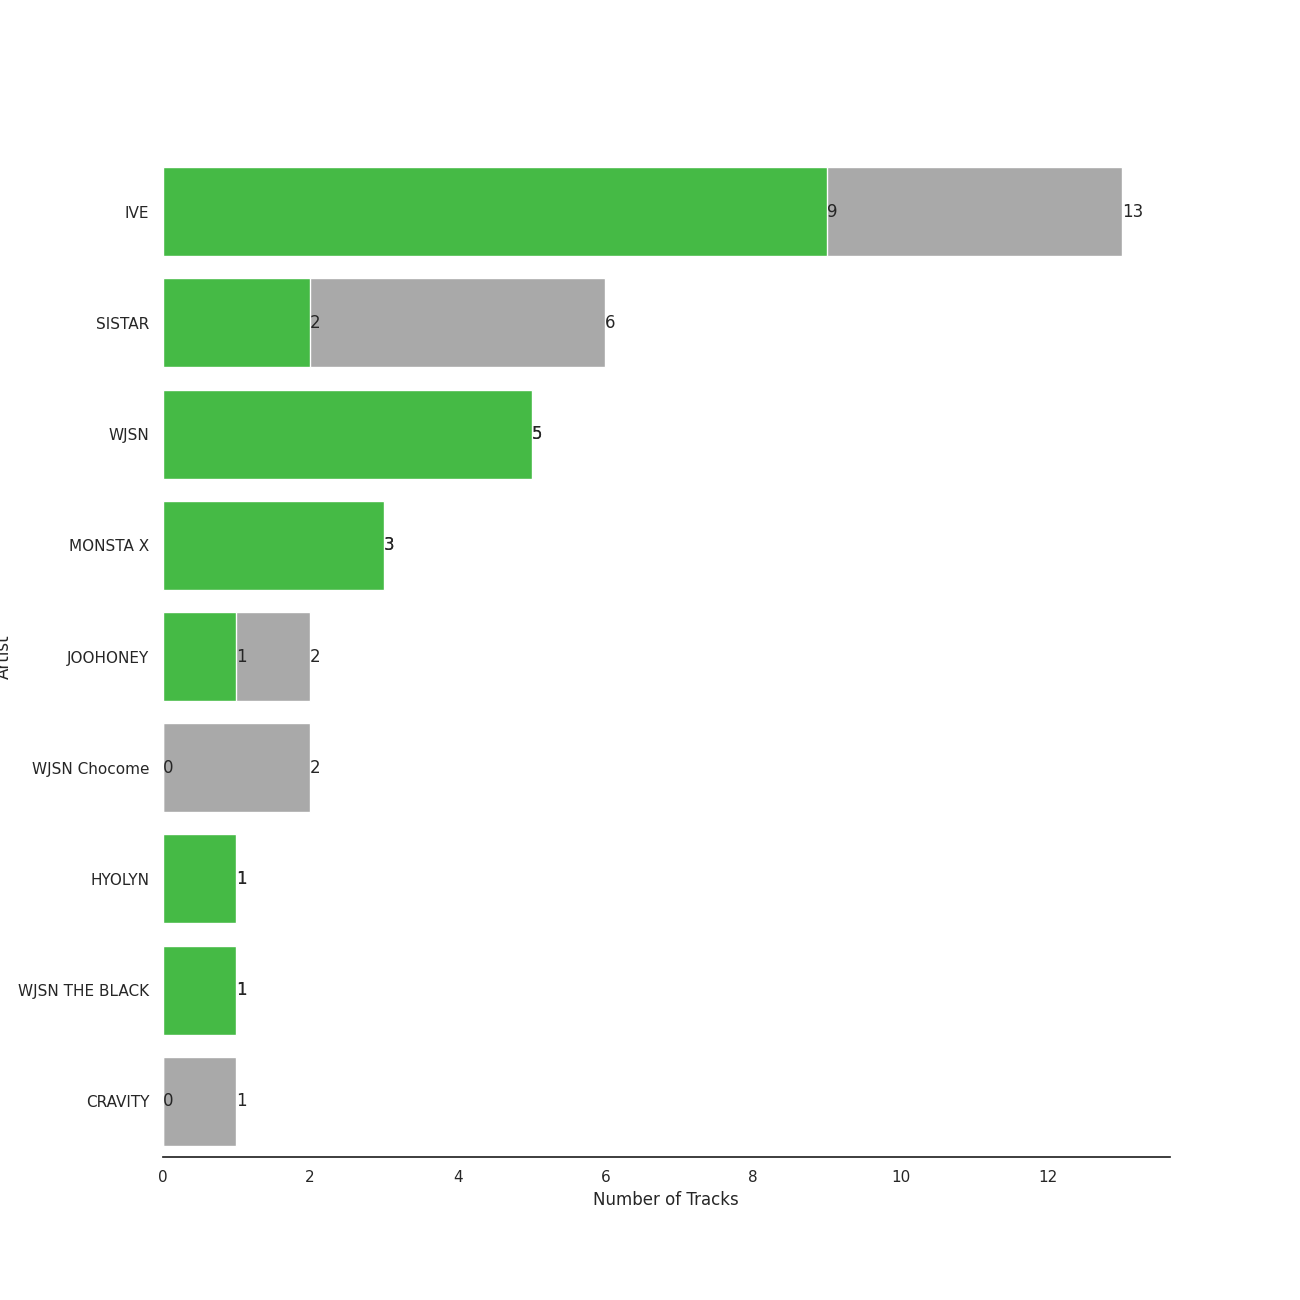 IVE 9 13
SISTAR 2 6
WJSN 5
MONSTA X 3
JOOHONEY 1 2
WJSN Chocome 0 2
HYOLYN 1
WJSN THE BLACK 1
CRAVITY 0 1
0 2 4 6 8 10 12
Number of Tracks
Artist